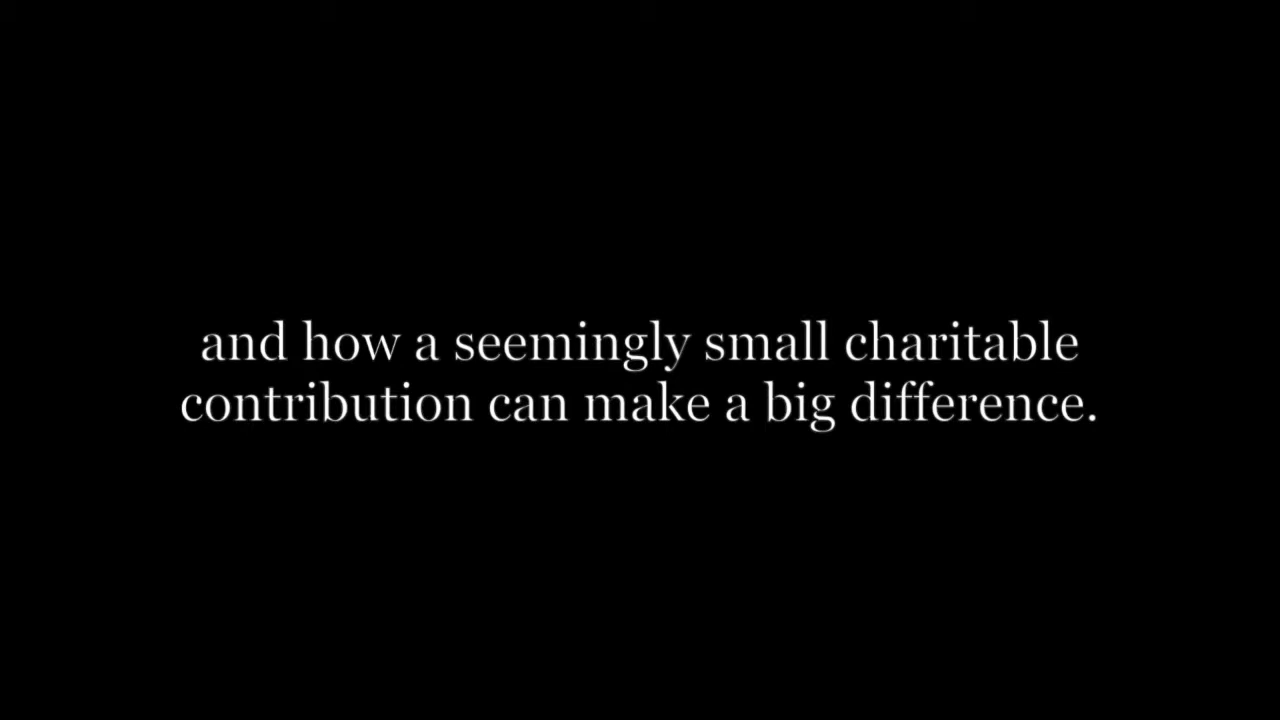 and how a seemingly small charitable
contribution can make a big difference.